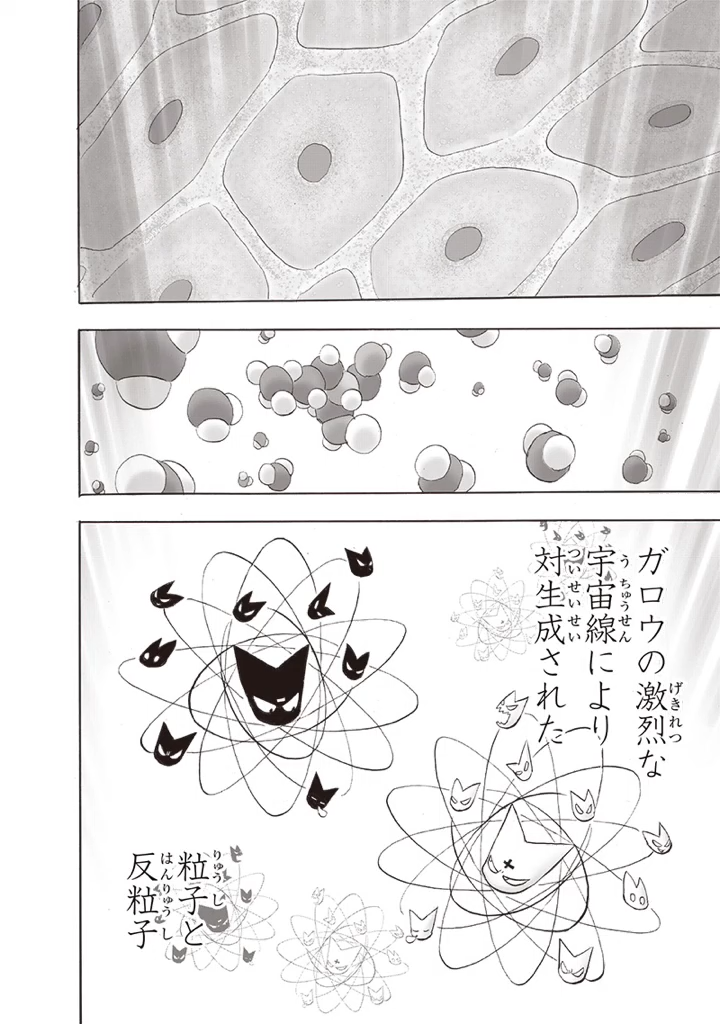 ガロウの激烈な
宇宙線により
対生成された
粒子と
反粒子